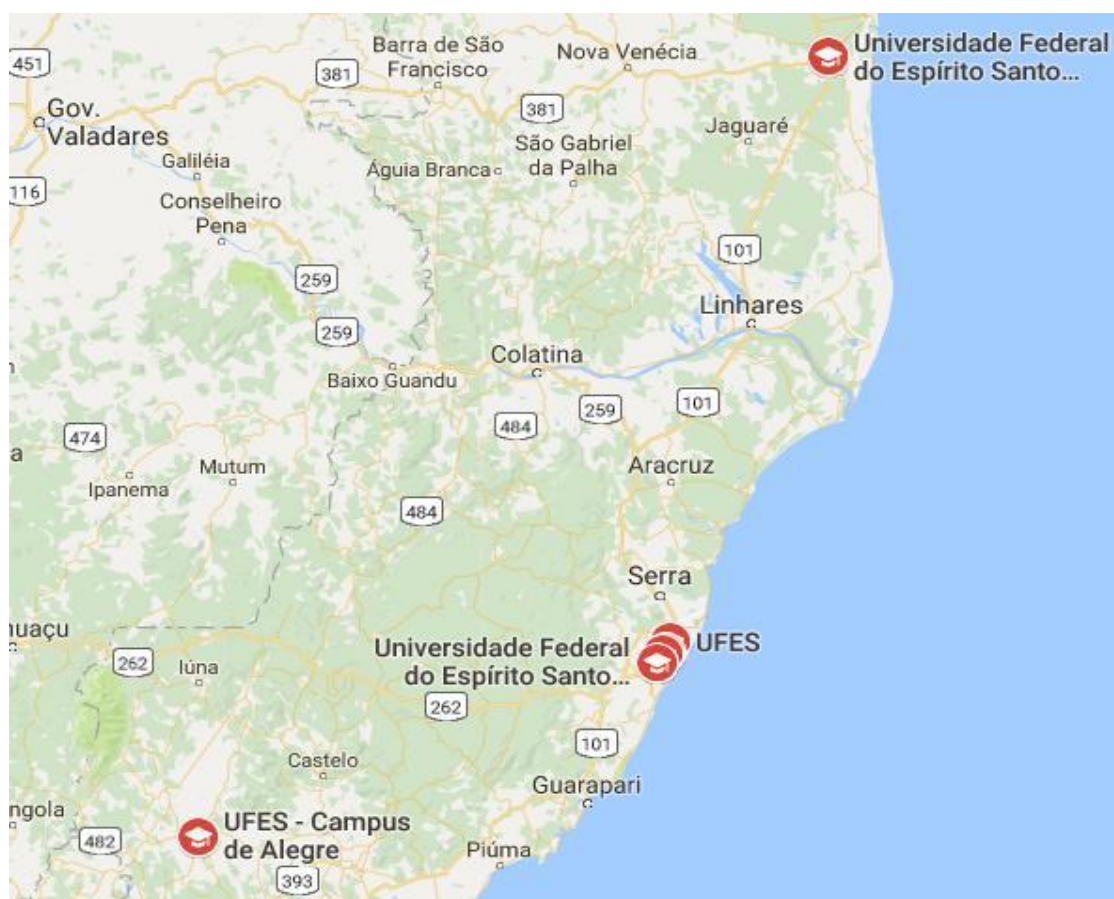 451
Barra de São
Francisco
Nova Venécia
Universidade Federal
do Espírito Santo...
381
Gov.
Valadares
381
Jaguaré
São Gabriel
da Palha
Galiléia
Águia Branca
116
Conselheiro
Pena
101
259
Linhares
259
Colatina
Baixo Guandu
101
259
484
474
a
Mutum
Aracruz
Ipanema
484
Serra
huaçu
Universidade Federal
do Espírito Santo...
UFES
262
Iúna
262
101
Castelo
Guarapari
ngola
UFES - Campus
de Alegre
482
Piúma
393